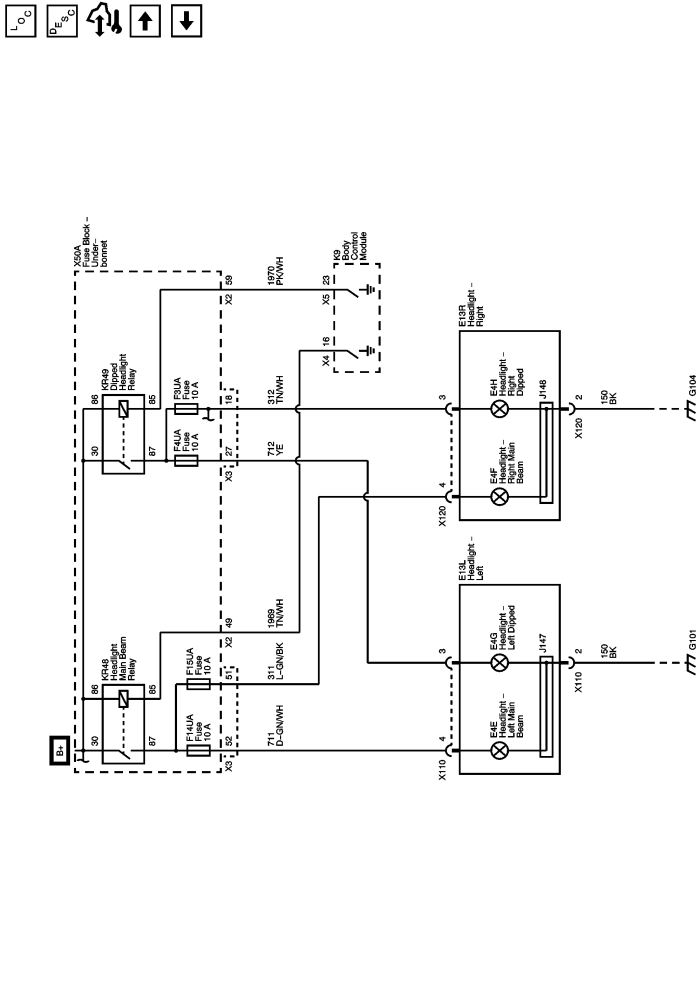 LOC
DESC
X50A
Fuse Block –
Under–
bonnet
KR49
Dipped
Headlight
Relay
86
30
85
87
F3UA
Fuse
10 A
F4UA
Fuse
10 A
59
X2
18
27
X3
1970
PK/WH
312
TN/WH
712
YE
K9
Body
Control
Module
23
X5
16
X4
KR48
Headlight
Main Beam
Relay
86
30
85
87
B+
F15UA
Fuse
10 A
F14UA
Fuse
10 A
49
X2
51
52
X3
1969
TN/WH
311
L–GN/BK
711
D–GN/WH
E13R
Headlight –
Right
3
4
X120
E4H
Headlight –
Right
Dipped
E4F
Headlight –
Right Main
Beam
J148
2
X120
150
BK
G104
E13L
Headlight –
Left
3
4
X110
E4G
Headlight –
Left Dipped
E4E
Headlight –
Left Main
Beam
J147
2
X110
150
BK
G101